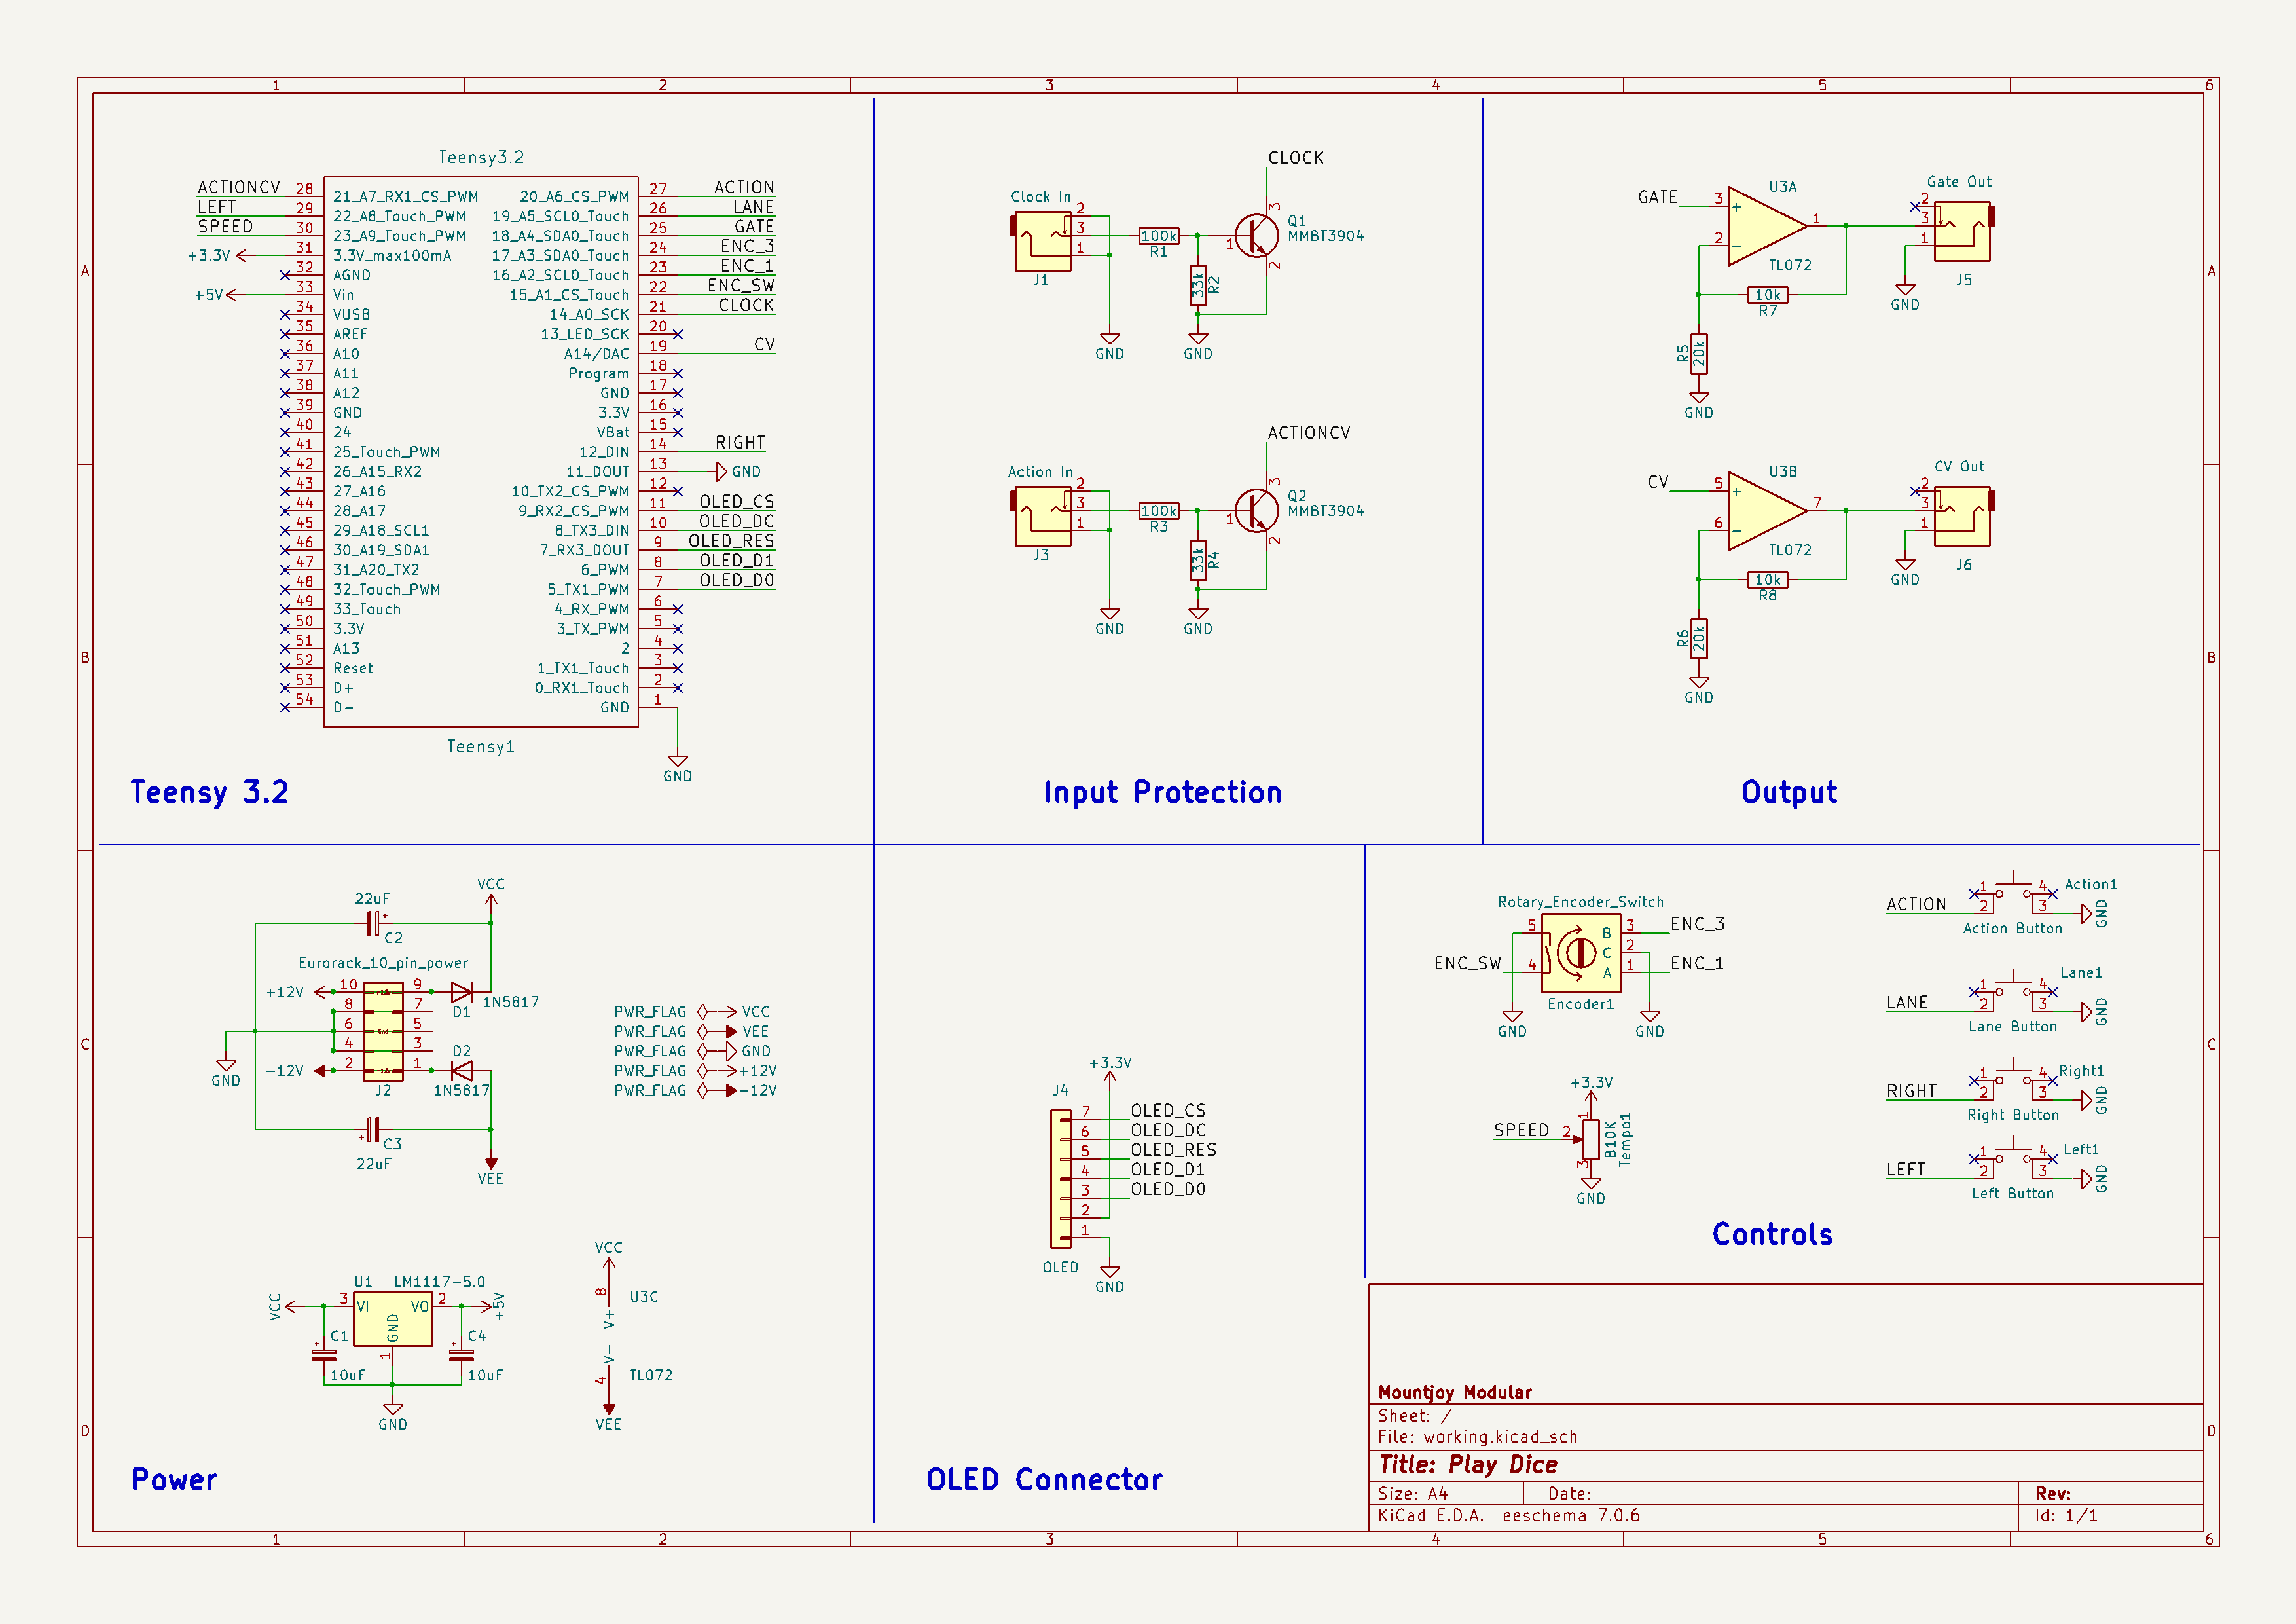 1 2 3 4 5 6
A
B
C
D
Teensy3.2
ACTIONCV 28 21_A7_RX1_CS_PWM 20_A6_CS_PWM 27 ACTION
LEFT 29 22_A8_Touch_PWM 19_A5_SCL0_Touch 26 LANE
SPEED 30 23_A9_Touch_PWM 18_A4_SDA0_Touch 25 GATE
+3.3V 31 3.3V_max100mA 17_A3_SDA0_Touch 24 ENC_3
32 AGND 16_A2_SCL0_Touch 23 ENC_1
+5V 33 Vin 15_A1_CS_Touch 22 ENC_SW
34 VUSB 14_A0_SCK 21 CLOCK
35 AREF 13_LED_SCK 20
36 A10 A14/DAC 19 CV
37 A11 Program 18
38 A12 GND 17
39 GND 3.3V 16
40 24 VBat 15
41 25_Touch_PWM 12_DIN 14 RIGHT
42 26_A15_RX2 11_DOUT 13 GND
43 27_A16 10_TX2_CS_PWM 12
44 28_A17 9_RX2_CS_PWM 11 OLED_CS
45 29_A18_SCL1 8_TX3_DIN 10 OLED_DC
46 30_A19_SDA1 7_RX3_DOUT 9 OLED_RES
47 31_A20_TX2 6_PWM 8 OLED_D1
48 32_Touch_PWM 5_TX1_PWM 7 OLED_D0
49 33_Touch 4_RX_PWM 6
50 3.3V 3_TX_PWM 5
51 A13 2 4
52 Reset 1_TX1_Touch 3
53 D+ 0_RX1_Touch 2
54 D- GND 1
Teensy1
GND
Teensy 3.2
CLOCK
Clock In
2
3
1
J1
100k
R1
33k
R2
1
3
2
Q1
MMBT3904
GND GND
ACTIONCV
Action In
2
3
1
J3
100k
R3
33k
R4
1
3
2
Q2
MMBT3904
GND GND
Input Protection
GATE 3 +
2 -
U3A
1
TL072
10k
R7
R5
20k
GND
Gate Out
2
3
1
GND
J5
CV 5 +
6 -
U3B
7
TL072
10k
R8
R6
20k
GND
CV Out
2
3
1
GND
J6
Output
VCC
22uF
C2
Eurorack_10_pin_power
+12V 10 +12v 9
8 7
6 Gnd 5
4 3
-12V 2 1
D1
1N5817
D2
1N5817
GND
J2
C3
22uF
VEE
PWR_FLAG VCC
PWR_FLAG VEE
PWR_FLAG GND
PWR_FLAG +12V
PWR_FLAG -12V
U1 LM1117-5.0
VCC 3 VI VO 2 +5V
GND
1
C1
10uF
C4
10uF
GND
VCC
8
V+
U3C
V-
4
TL072
VEE
Power
+3.3V
J4
7 OLED_CS
6 OLED_DC
5 OLED_RES
4 OLED_D1
3 OLED_D0
2
1
OLED
GND
OLED Connector
Rotary_Encoder_Switch
5 B 3 ENC_3
C 2
ENC_SW 4 A 1 ENC_1
Encoder1
GND GND
+3.3V
1
SPEED 2
3
B10K
Tempo1
GND
1 4 Action1
ACTION 2 3 GND
Action Button
1 4 Lane1
LANE 2 3 GND
Lane Button
1 4 Right1
RIGHT 2 3 GND
Right Button
1 4 Left1
LEFT 2 3 GND
Left Button
Controls
Mountjoy Modular
Sheet: /
File: working.kicad_sch
Title: Play Dice
Size: A4 Date: Rev:
KiCad E.D.A. eeschema 7.0.6 Id: 1/1
A
B
C
D
1 2 3 4 5 6